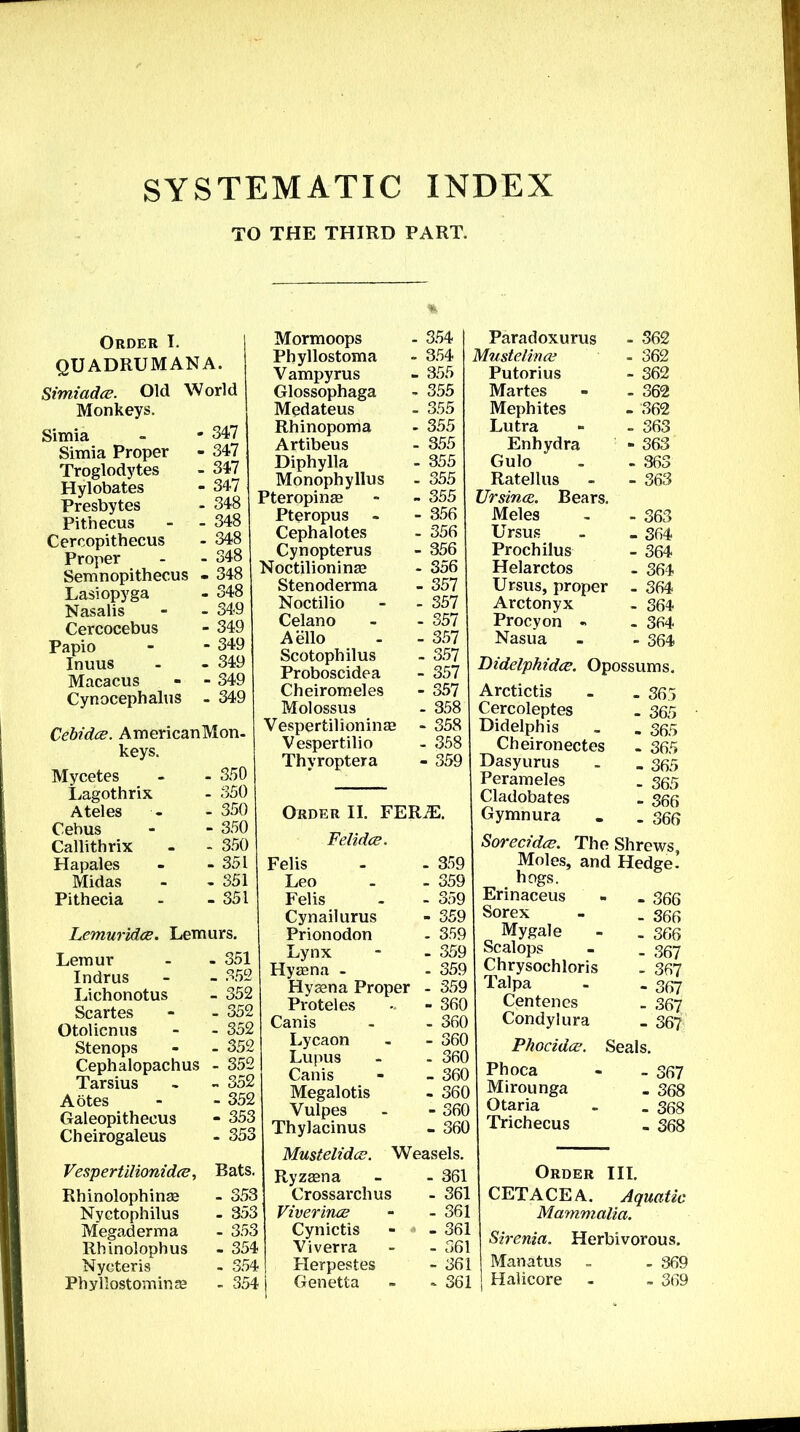 SYSTEMATIC INDEX
TO THE THIRD PART.
Order I.
QUADRUMANA.
Simiadæ. Old World
Monkeys.
Simia - - 347
Simia Proper - 347
Troglodytes - 347
Hylobates - 347
Presbytes - 348
Pithecus - - 348
Cercopithecus - 348
Proper - - 348
Semnopithecus - 348
Lasiopyga - 348
Nasalis - - 349
Cercocebus - 349
Papio - - 349
Inuus - - 349
Macacus - - 349
Cynocephalus - 349
Cebidæ. American Mon-
keys.
Mycetes - - 350
Lagothrix - 350
Ateles - - 350
Cebus - - 350
Callithrix - - 350
Hapales - - 351
Midas - - 351
Pithecia - - 351
Lemuridæ. Lemurs.
Lemur - - 351
Indrus - - 352
Lichonotus - 352
Scartes - - 352
Otolicnus - - 352
Stenops - - 352
Cephalopachus - 352
Tarsius - - 352
Aötes - - 352
Galeopithecus - 353
Cheirogaleus - 353
Vespertilionidæ, Bats.
Rhinolophinæ - 353
Nyctophilus - 353
Megaderma - 353
Rhinolophus - 354
Nycteris - 354
Phyllostominæ - 354
Mormoops - 354
Phyllostoma - 354
Vampyrus - 355
Glossophaga - 355
Medateus - 355
Rhinopoma - 355
Artibeus - 355
Diphylla - 355
Monophyllus - 355
Pteropinæ - - 355
Pteropus - - 356
Cephalotes - 356
Cynopterus - 356
Noctilioninæ - 356
Stenoderma - 357
Noctilio - - 357
Celano - - 357
Aëllo - - 357
Scotophilus - 357
Proboscidea - 357
Cheiromeles - 357
Molossus - 358
Vespertilioninæ - 358
Vespertilio - 358
Thyroptera - 359
Order II. FERÆ.
Felidæ.
Felis - - 359
Leo - - 359
Felis - - 359
Cynailurus - 359
Prionodon - 359
Lynx - - 359
Hyæna - - 359
Hyæna Proper - 359
Proteles - - 360
Canis - - 360
Lycaon - - 360
Lupus - - 360
Canis - - 360
Megalotis - 360
Vulpes - - 360
Thylacinus - 360
Mustelidæ. Weasels.
Ryzæna - - 361
Crossarchus - 361
Viverinæ - - 361
Cynictis - - 361
Viverra - - 361
Herpestes - 361
Genetta - - 361
Paradoxurus - 362
Mustelinæ - 362
Putorius - 362
Martes - - 362
Mephites - 362
Lutra - - 363
Enhydra - 363
Gulo - - 363
Ratellus - - 363
Ursinæ. Bears.
Meles - - 363
Ursus - - 364
Prochilus - 364
Helarctos - 364
Ursus, proper - 364
Arctonyx - 364
Procyon - - 364
Nasua - - 364
Didelphidæ. Opossums.
Arctictis - - 365
Cercoleptes - 365
Didelphis - - 365
Cheironectes - 365
Dasyurus - - 365
Perameles - 365
Cladobates - 366
Gymnura - - 366
Sorecidæ. The Shrews,
Moles, and Hedge-
hogs.
Erinaceus - - 366
Sorex - - 366
Mygale - - 366
Scalops - - 367
Chrysochloris - 367
Talpa - - 367
Centenes - 367
Condylura - 367
Phocidæ. Seals.
Phoca - - 367
Mirounga - 368
Otaria - - 368
Trichecus - 368
Order III.
CETACEA. Aquatic
Mammalia.
Sirenia. Herbivorous.
Manatus - - 369
Halicore - - 369